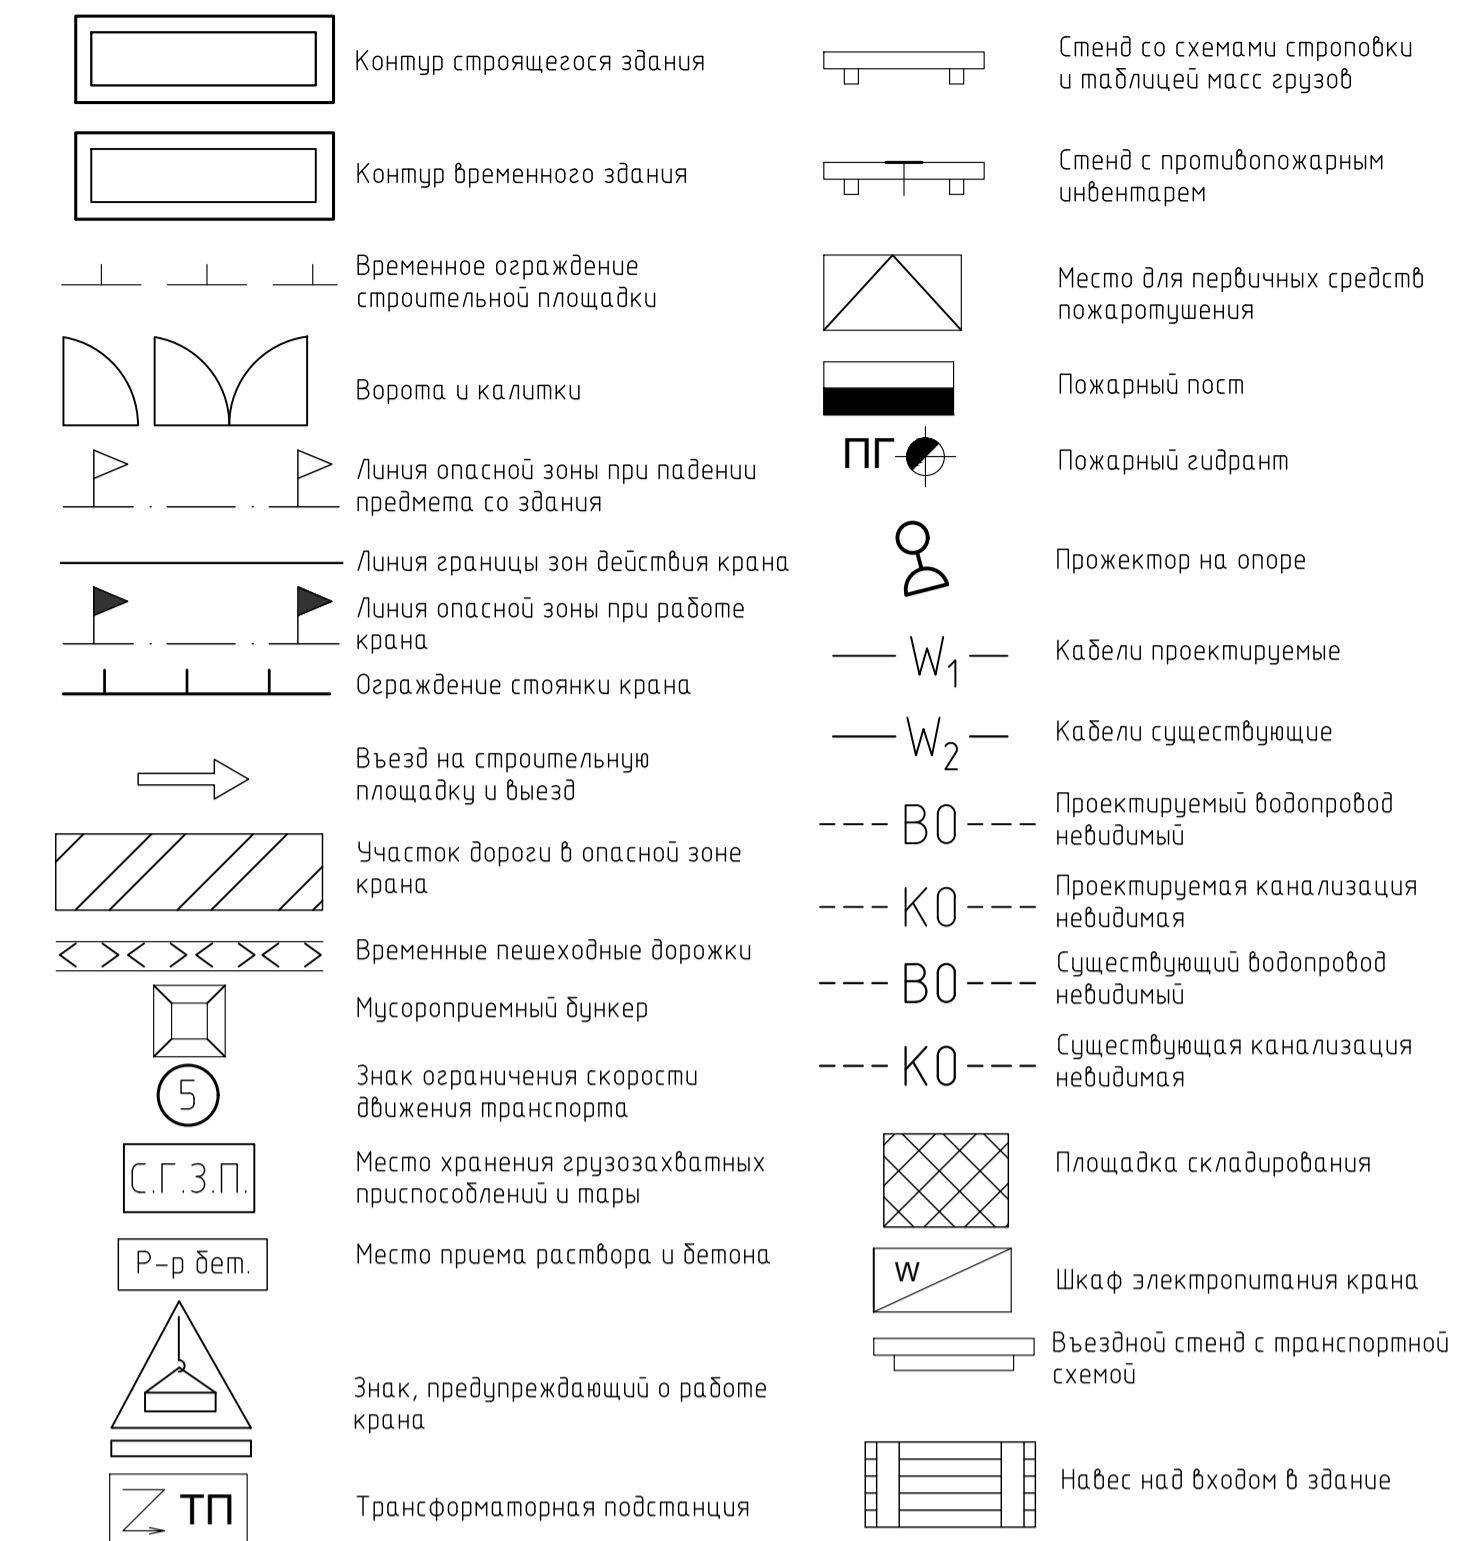 Контур строящегося здания
Контур временного здания
Временное ограждение
строительной площадки
Ворота и калитки
Линия опасной зоны при падении
предмета со здания
Линия границы зон действия крана
Линия опасной зоны при работе
крана
Ограждение стоянки крана
Въезд на строительную
площадку и выезд
Участок дороги в опасной зоне
крана
Временные пешеходные дорожки
Мусороприемный бункер
5
Знак ограничения скорости
движения транспорта
С.Г.З.П.
Место хранения грузозахватных
приспособлений и тары
Р-р бет.
Место приема раствора и бетона
Знак, предупреждающий о работе
крана
ТП
Трансформаторная подстанция
Стенд со схемами строповки
и таблицей масс грузов
Стенд с противопожарным
инвентарем
Место для первичных средств
пожаротушения
Пожарный пост
ПГ
Пожарный гидрант
Прожектор на опоре
W1
Кабели проектируемые
W2
Кабели существующие
В0
Проектируемый водопровод
невидимый
К0
Проектируемая канализация
невидимая
В0
Существующий водопровод
невидимый
К0
Существующая канализация
невидимая
Площадка складирования
W
Шкаф электропитания крана
Въездной стенд с транспортной
схемой
Навес над входом в здание